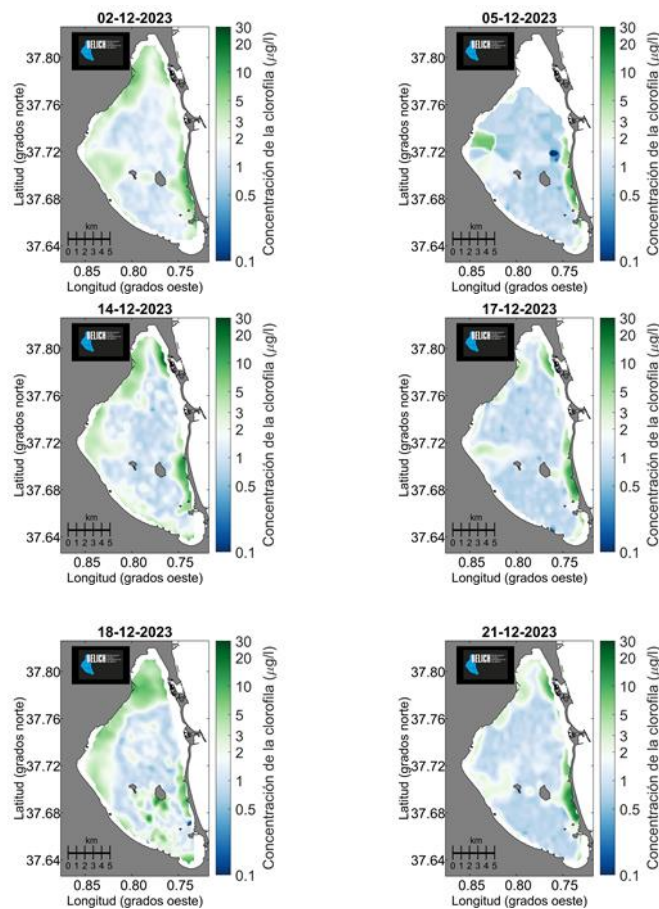 02-12-2023
BELICH
37.80
37.76
37.72
37.68
37.64
Latitud (grados norte)
km
0 1 2 3 4 5
0.85 0.80 0.75
Longitud (grados oeste)
30
20
10
5
3
2
1
0.5
0.1
Concentración de la clorofila (µg/l)
05-12-2023
BELICH
37.80
37.76
37.72
37.68
37.64
Latitud (grados norte)
km
0 1 2 3 4 5
0.85 0.80 0.75
Longitud (grados oeste)
30
20
10
5
3
2
1
0.5
0.1
Concentración de la clorofila (µg/l)
14-12-2023
BELICH
37.80
37.76
37.72
37.68
37.64
Latitud (grados norte)
km
0 1 2 3 4 5
0.85 0.80 0.75
Longitud (grados oeste)
30
20
10
5
3
2
1
0.5
0.1
Concentración de la clorofila (µg/l)
17-12-2023
BELICH
37.80
37.76
37.72
37.68
37.64
Latitud (grados norte)
km
0 1 2 3 4 5
0.85 0.80 0.75
Longitud (grados oeste)
30
20
10
5
3
2
1
0.5
0.1
Concentración de la clorofila (µg/l)
18-12-2023
BELICH
37.80
37.76
37.72
37.68
37.64
Latitud (grados norte)
km
0 1 2 3 4 5
0.85 0.80 0.75
Longitud (grados oeste)
30
20
10
5
3
2
1
0.5
0.1
Concentración de la clorofila (µg/l)
21-12-2023
BELICH
37.80
37.76
37.72
37.68
37.64
Latitud (grados norte)
km
0 1 2 3 4 5
0.85 0.80 0.75
Longitud (grados oeste)
30
20
10
5
3
2
1
0.5
0.1
Concentración de la clorofila (µg/l)